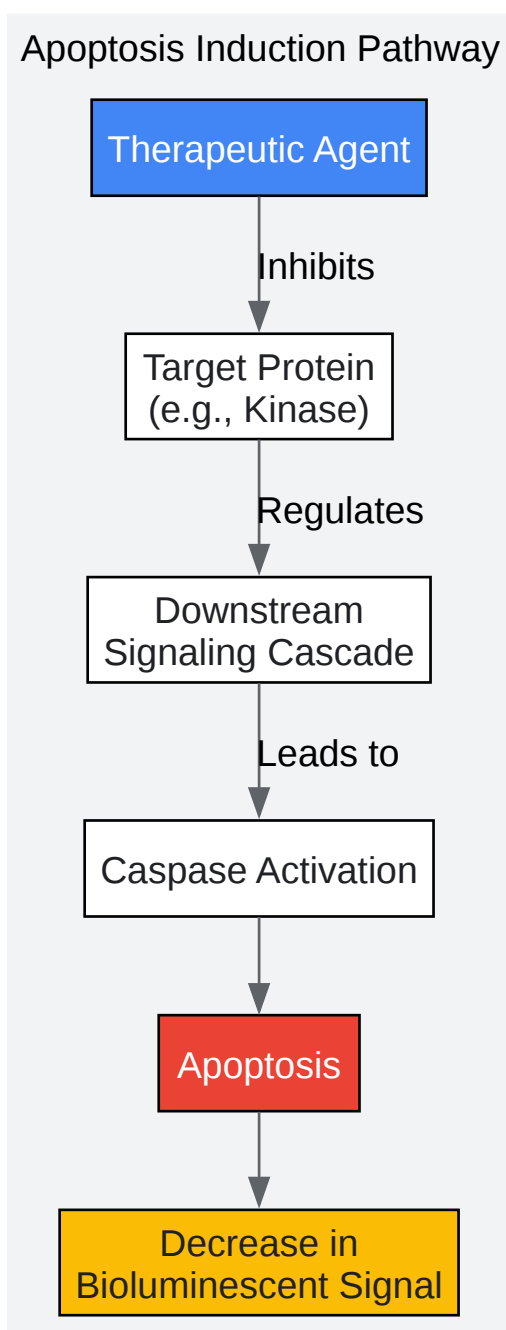 Apoptosis Induction Pathway
Therapeutic Agent
Inhibits
Target Protein
(e.g., Kinase)
Regulates
Downstream
Signaling Cascade
Leads to
Caspase Activation
Apoptosis
Decrease in
Bioluminescent Signal